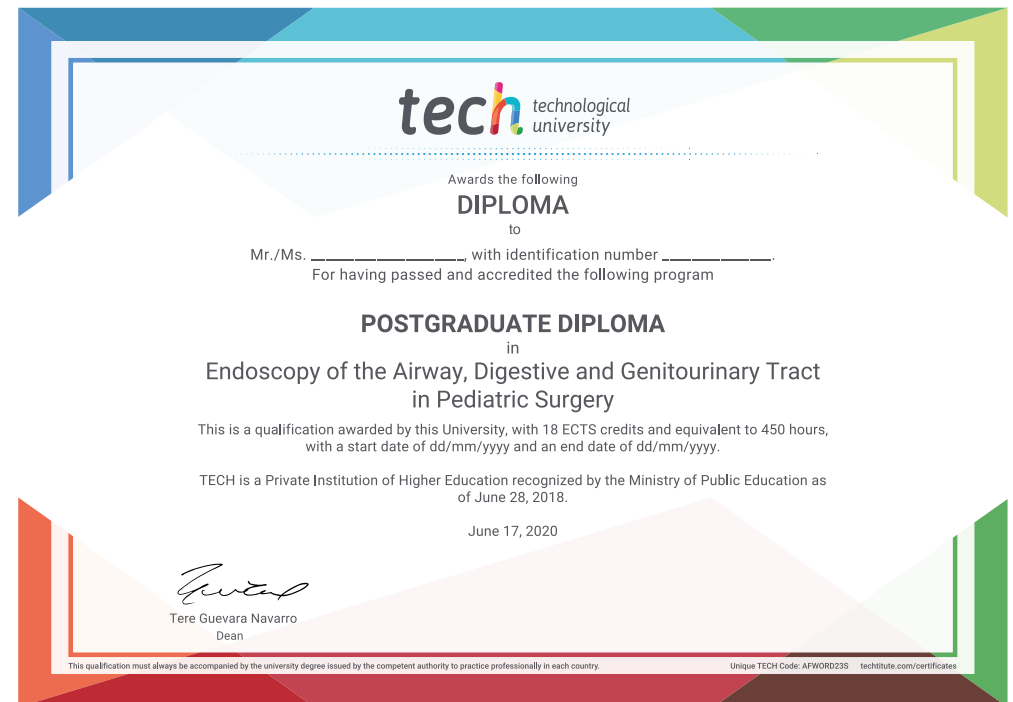 tech technological
university
Awards the following
DIPLOMA
to
Mr./Ms. __________________, with identification number _____________.
For having passed and accredited the following program
POSTGRADUATE DIPLOMA
in
Endoscopy of the Airway, Digestive and Genitourinary Tract
in Pediatric Surgery
This is a qualification awarded by this University, with 18 ECTS credits and equivalent to 450 hours,
with a start date of dd/mm/yyyy and an end date of dd/mm/yyyy.
TECH is a Private Institution of Higher Education recognized by the Ministry of Public Education as
of June 28, 2018.
June 17, 2020
Tere Guevara Navarro
Dean
This qualification must always be accompanied by the university degree issued by the competent authority to practice professionally in each country. Unique TECH Code: AFWORD23S techtitute.com/certificates